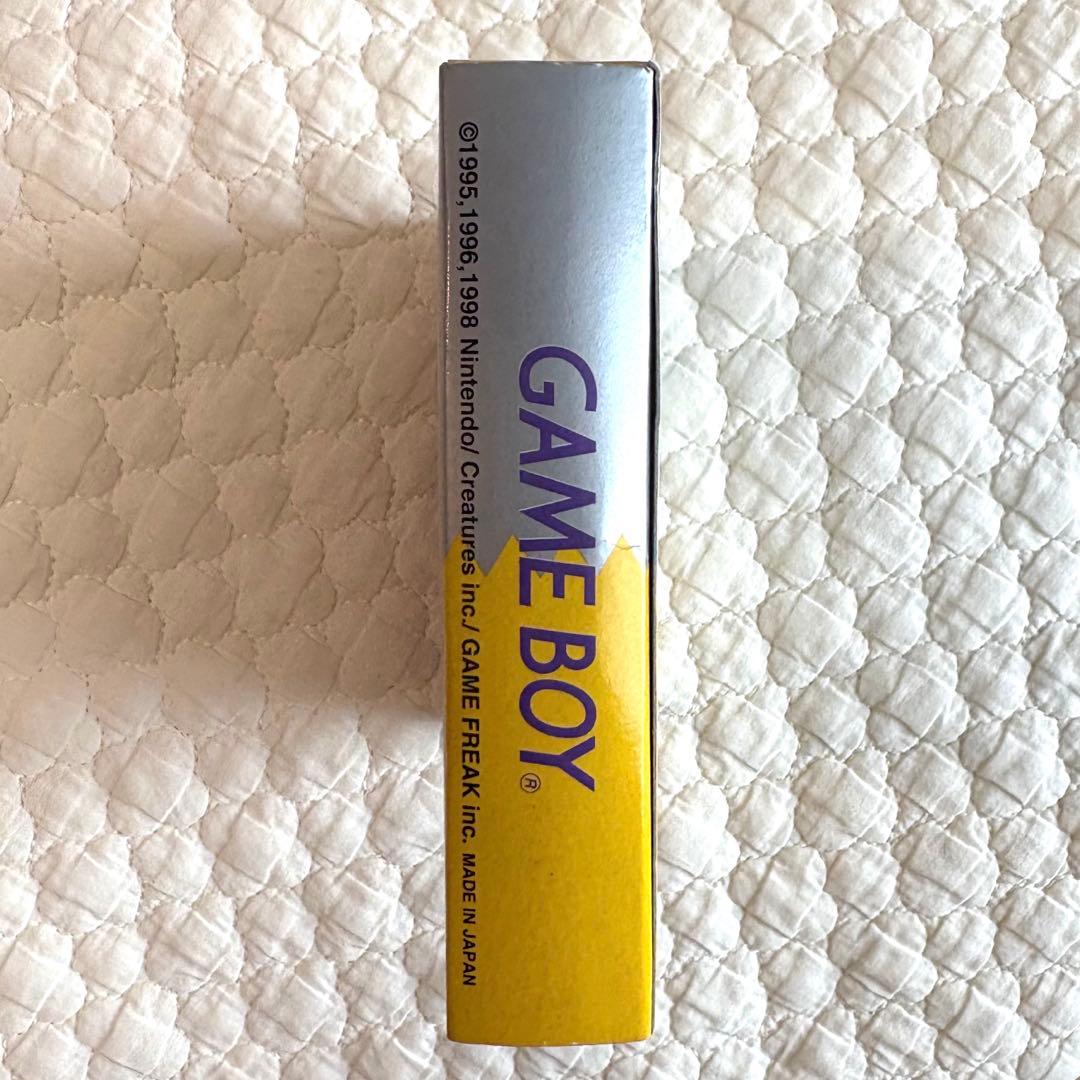 GAME BOY®
©1995,1996,1998 Nintendo/ Creatures inc./ GAME FREAK inc. MADE IN JAPAN